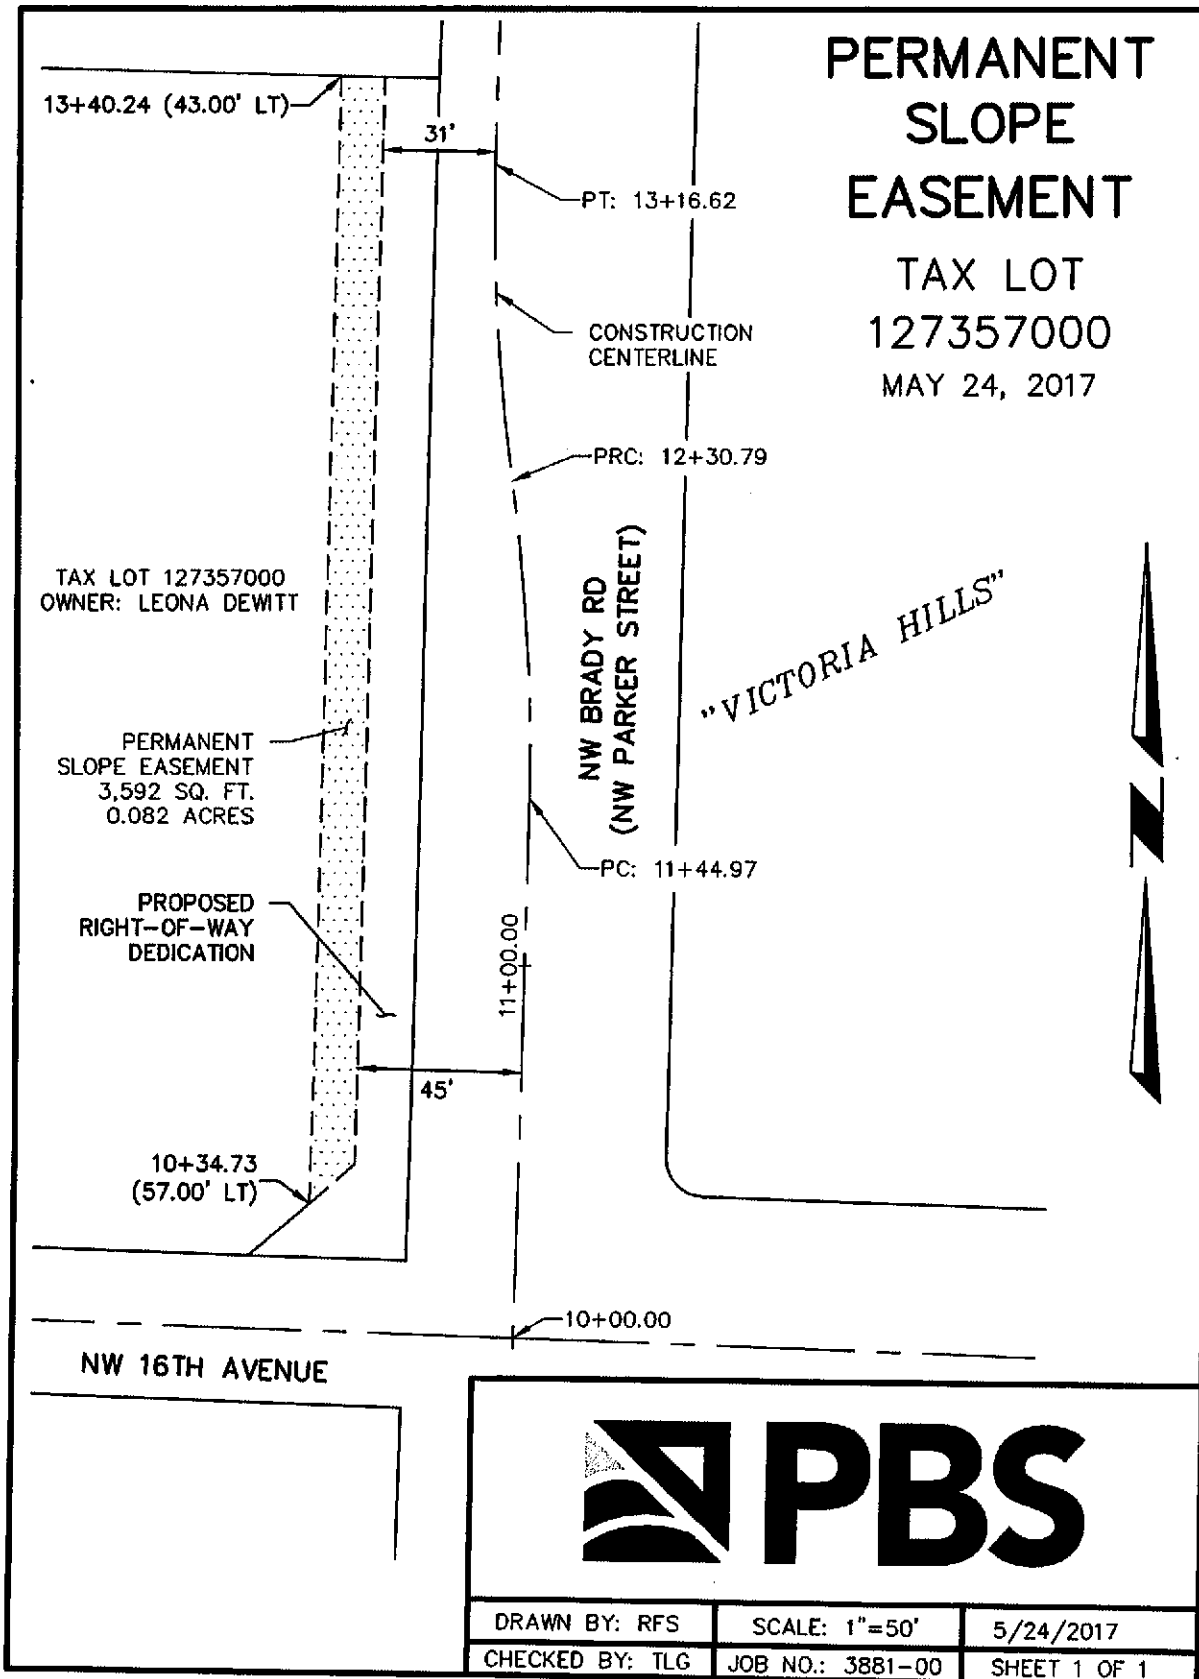 PERMANENT
SLOPE
EASEMENT
TAX LOT
127357000
MAY 24, 2017
13+40.24 (43.00' LT)
31'
PT: 13+16.62
CONSTRUCTION
CENTERLINE
PRC: 12+30.79
TAX LOT 127357000
OWNER: LEONA DEWITT
NW BRADY RD
(NW PARKER STREET)
"VICTORIA HILLS"
PERMANENT
SLOPE EASEMENT
3,592 SQ. FT.
0.082 ACRES
PC: 11+44.97
PROPOSED
RIGHT-OF-WAY
DEDICATION
11+00.00
45'
10+34.73
(57.00' LT)
10+00.00
NW 16TH AVENUE
N
PBS
DRAWN BY: RFS
SCALE: 1"=50'
5/24/2017
CHECKED BY: TLG
JOB NO.: 3881-00
SHEET 1 OF 1